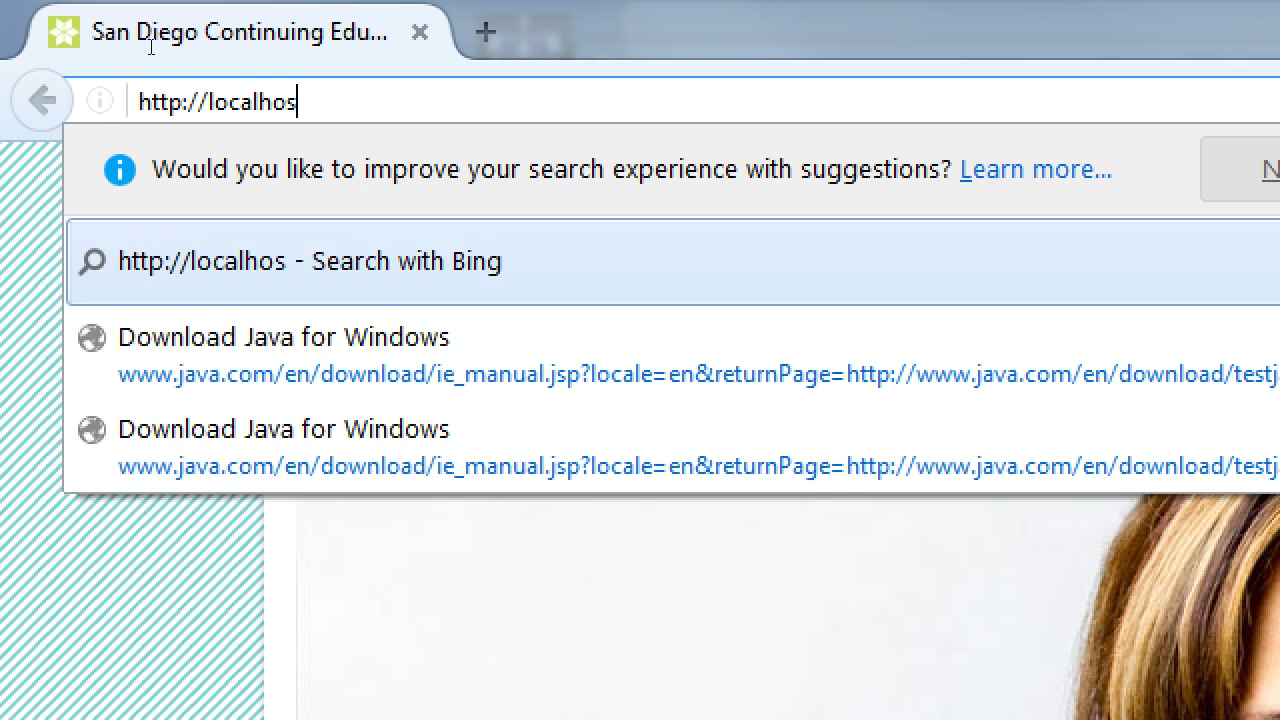 San Diego Continuing Edu...
http://localhos
Would you like to improve your search experience with suggestions? Learn more...
http://localhos - Search with Bing
Download Java for Windows
www.java.com/en/download/ie_manual.jsp?locale=en&returnPage=http://www.java.com/en/download/testj
Download Java for Windows
www.java.com/en/download/ie_manual.jsp?locale=en&returnPage=http://www.java.com/en/download/testj